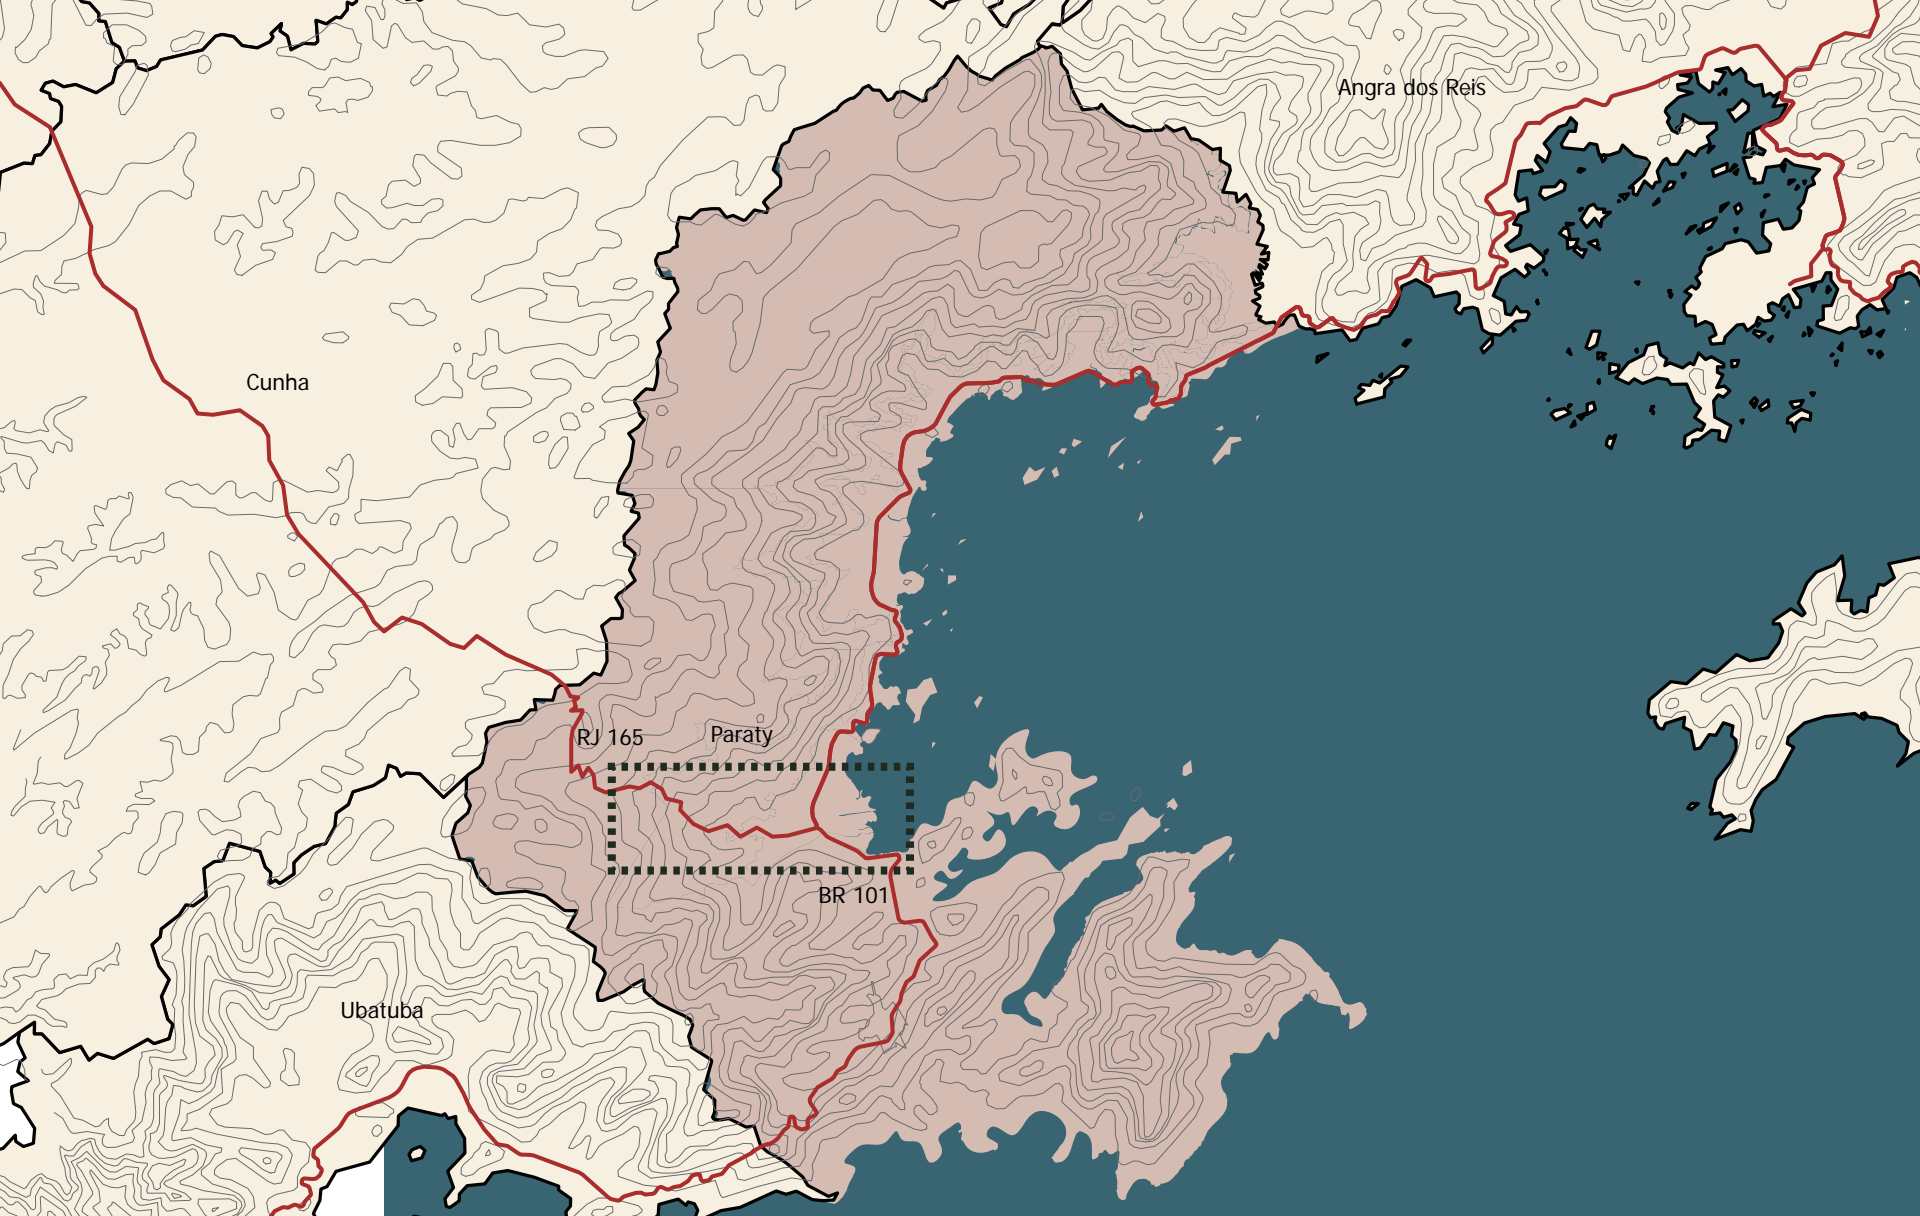 Angra dos Reis
Cunha
RJ 165
Paraty
BR 101
Ubatuba